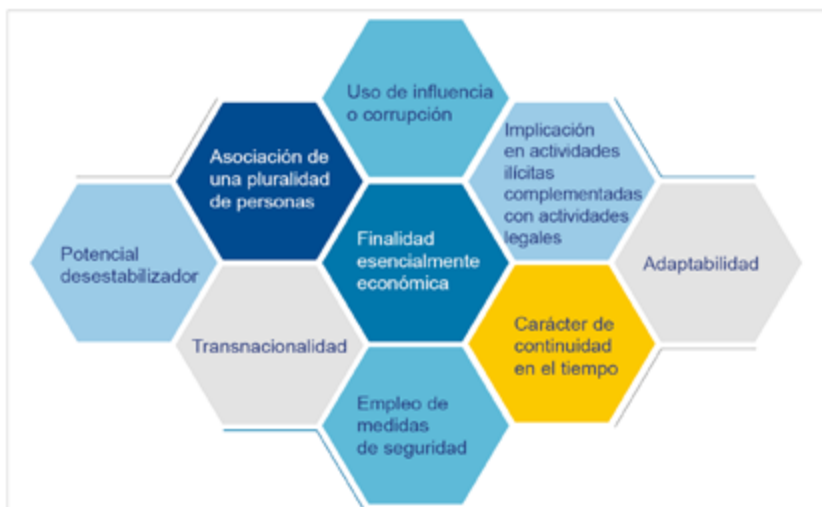 Uso de influencia
o corrupción
Asociación de
una pluralidad
de personas
Implicación
en actividades
ilícitas
complementadas
con actividades
legales
Potencial
desestabilizador
Finalidad
esencialmente
económica
Adaptabilidad
Transnacionalidad
Carácter de
continuidad
en el tiempo
Empleo de
medidas
de seguridad